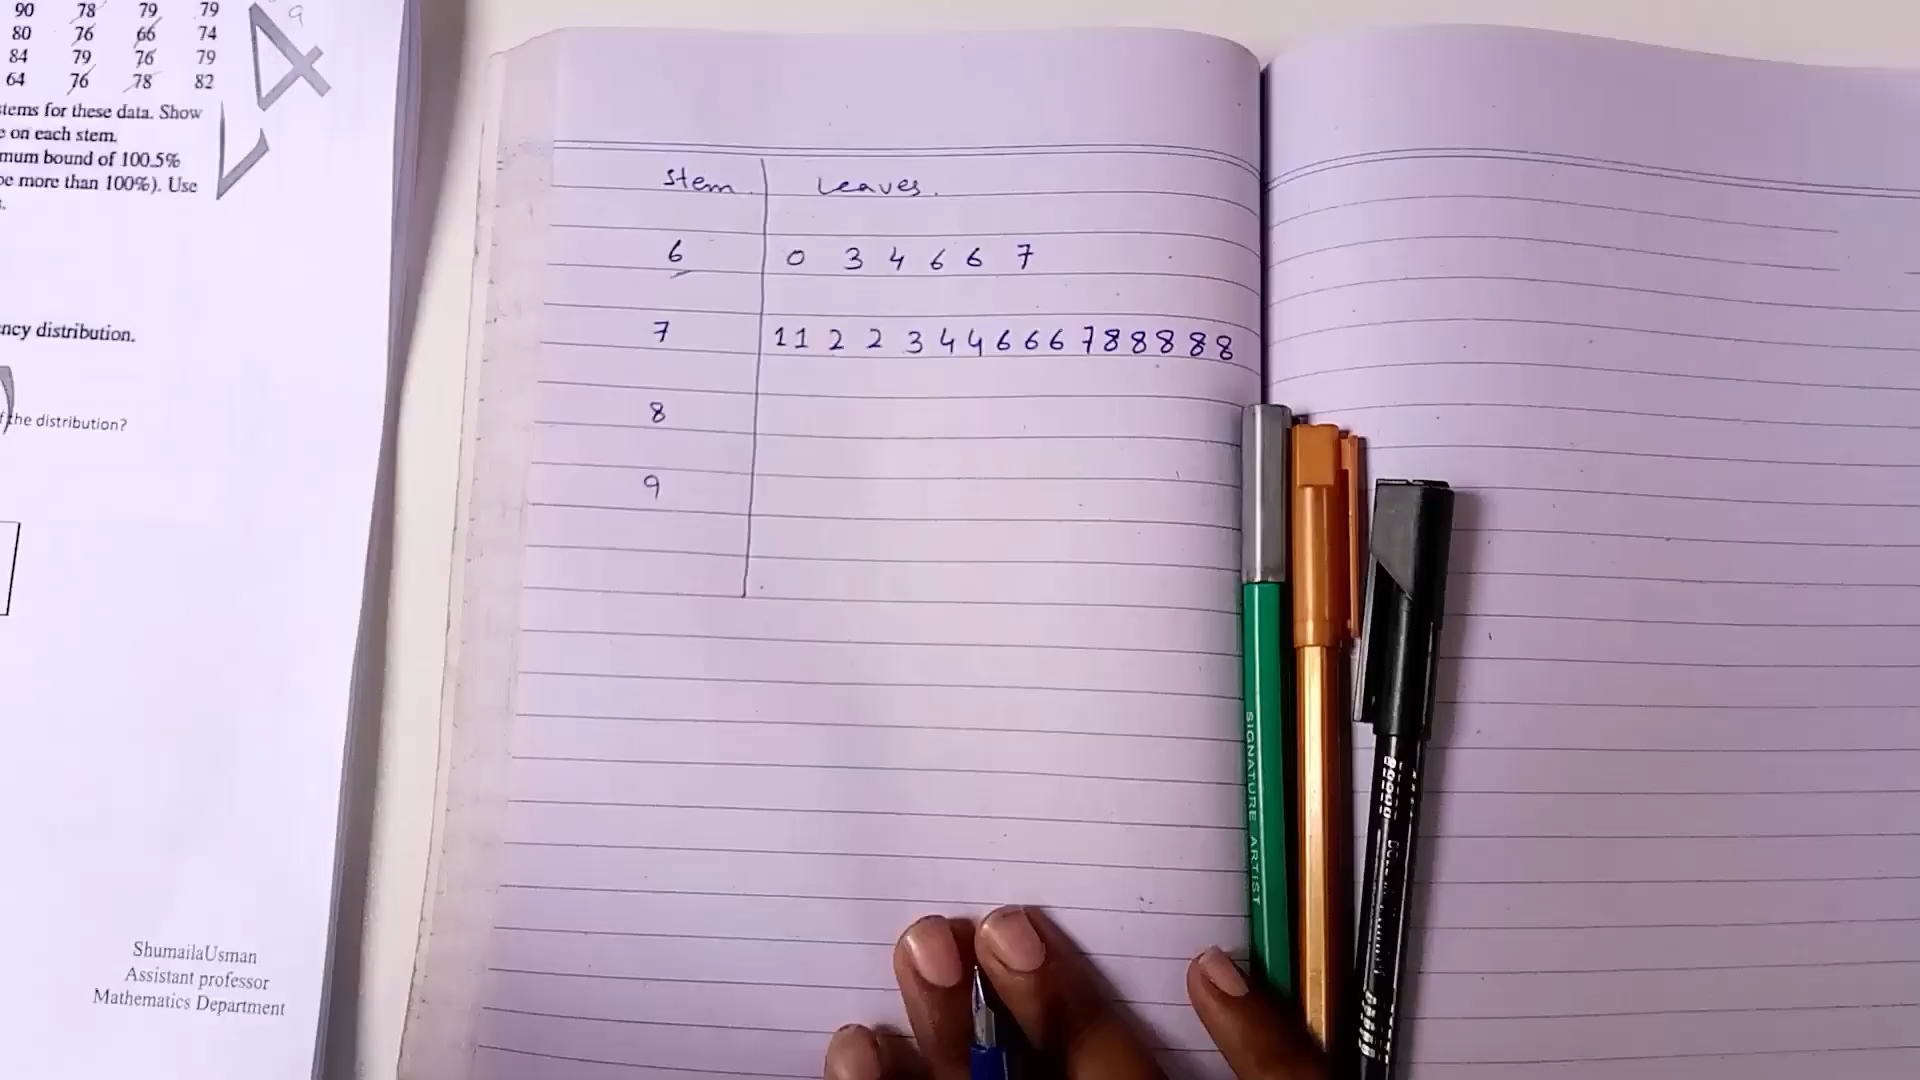 90 78 79 79
80 76 66 74
84 79 76 79
64 76 78 82
stems for these data. Show
on each stem.
mum bound of 100.5%
be more than 100%). Use
ncy distribution.
the distribution?
ShumailaUsman
Assistant professor
Mathematics Department
Stem Leaves.
6 0 3 4 6 6 7
7 1 1 2 2 3 4 4 6 6 6 7 8 8 8 8 8
8
9
SIGNATURE ARTIST